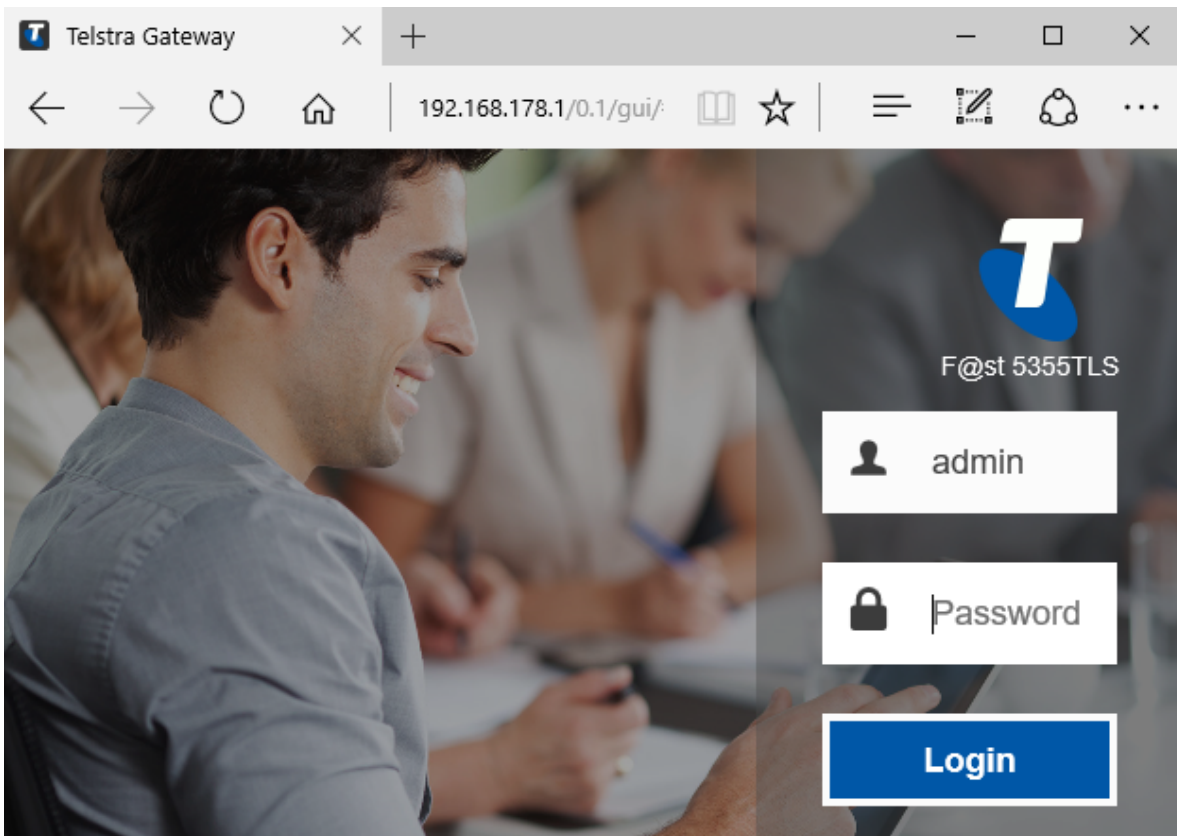 Telstra Gateway
192.168.178.1/0.1/gui/
T
F@st 5355TLS
admin
Password
Login